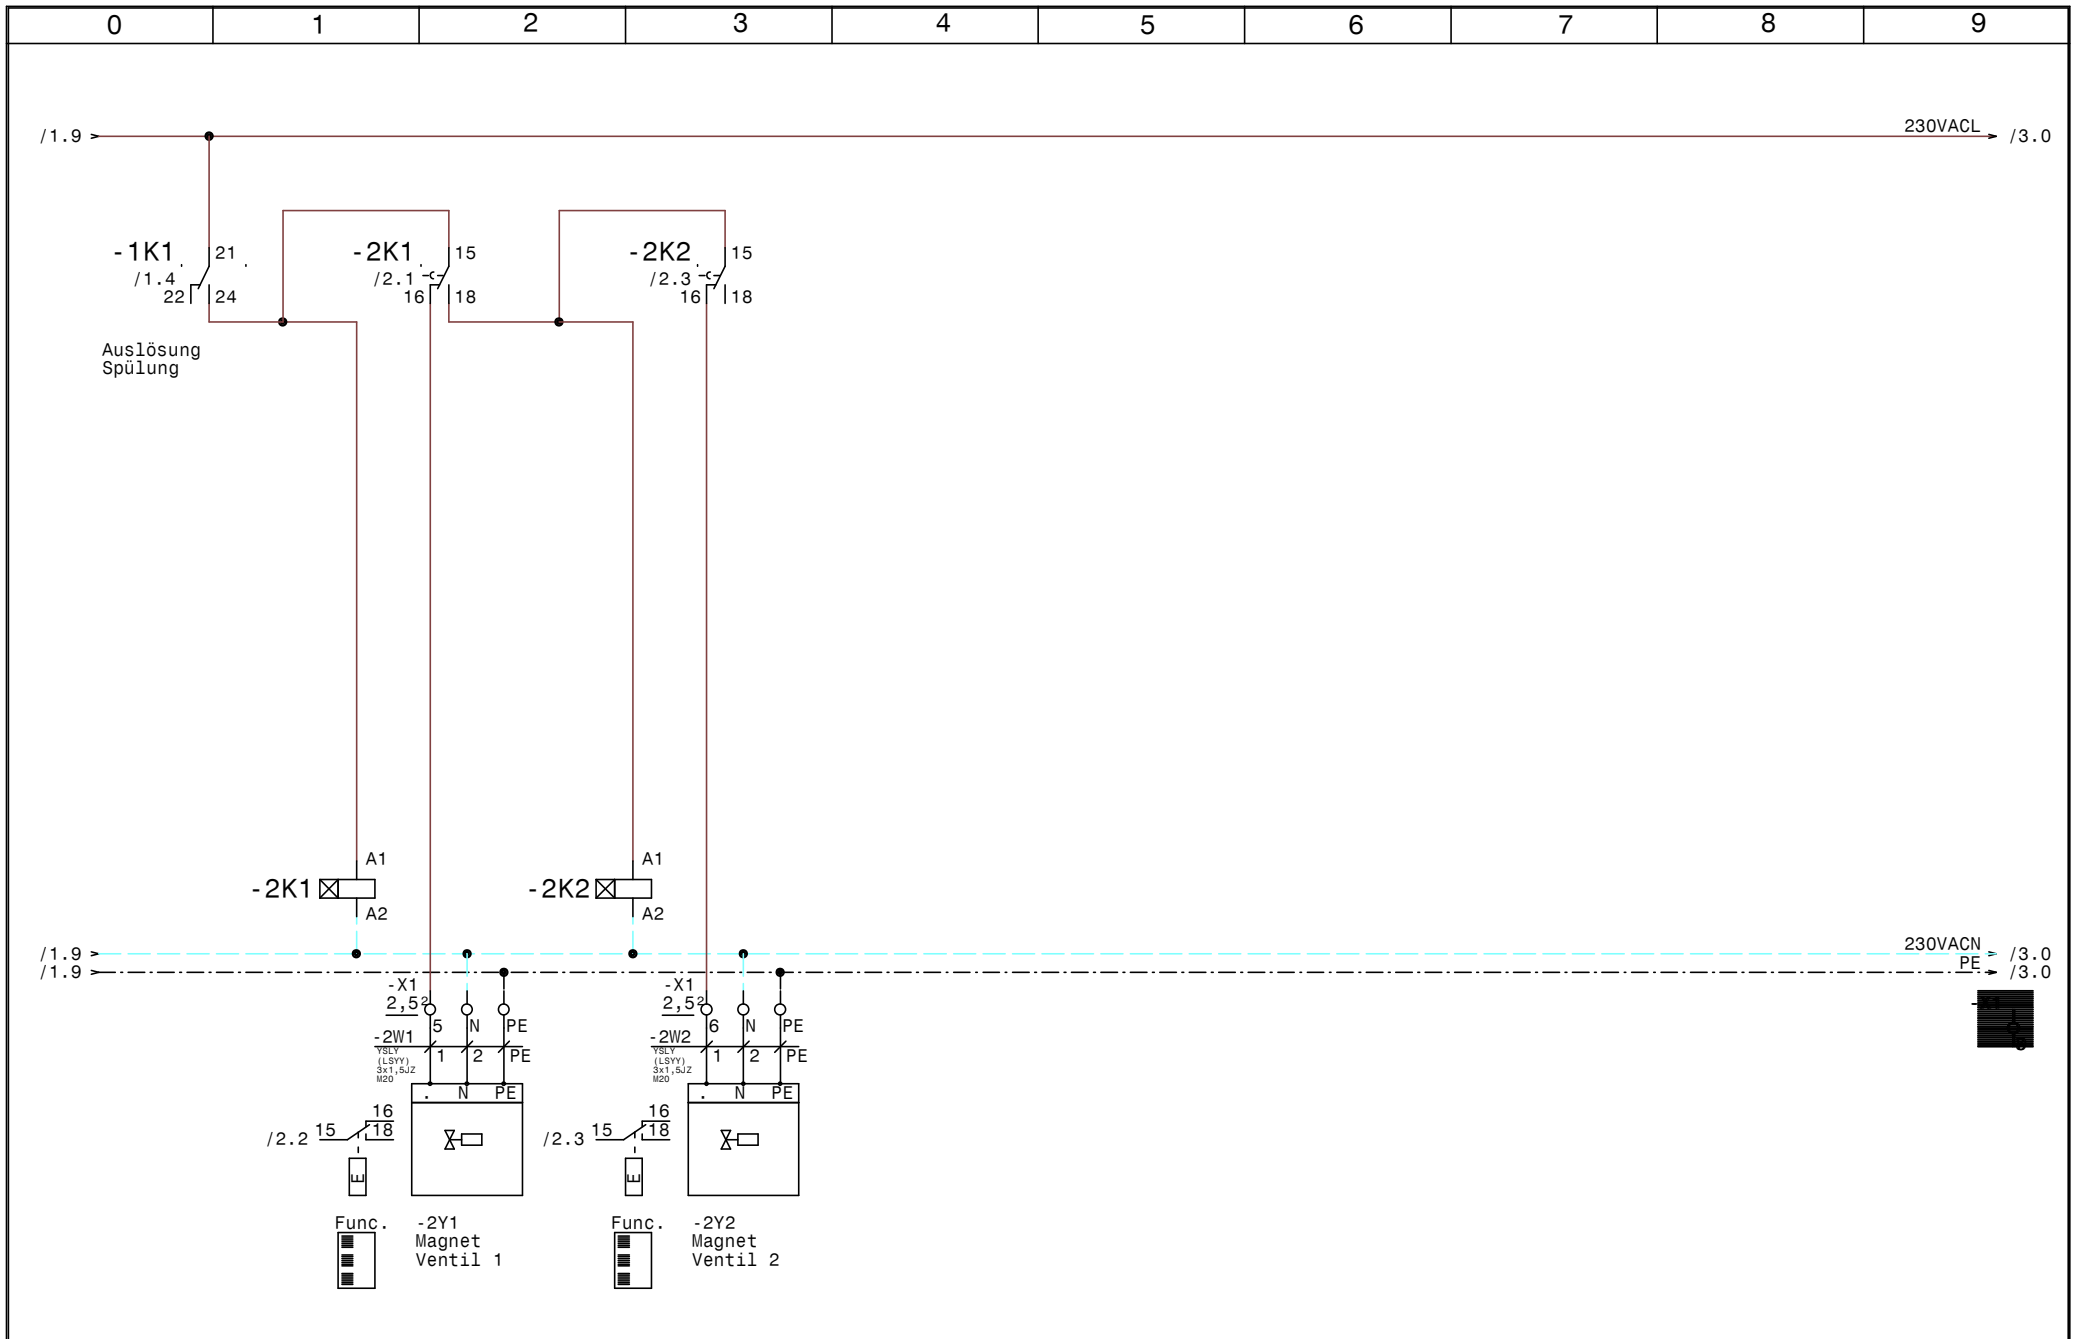 0 1 2 3 4 5 6 7 8 9
/1.9 230VACL /3.0
-1K1 21 -2K1 15 -2K2 15
/1.4 /2.1 /2.3
22 24 16 18 16 18
Auslösung
Spülung
A1 A1
-2K1 -2K2
A2 A2
/1.9 230VACN /3.0
/1.9 PE /3.0
-X1 -X1
2,5² 2,5²
5 N PE 6 N PE
-2W1 -2W2
1 2 PE 1 2 PE
YSLY YSLY
(LSYY) (LSYY)
3x1,5JZ 3x1,5JZ
M20 M20
. N PE . N PE
16 16
/2.2 15 18 /2.3 15 18
E E
Func. -2Y1 Func. -2Y2
Magnet Magnet
Ventil 1 Ventil 2